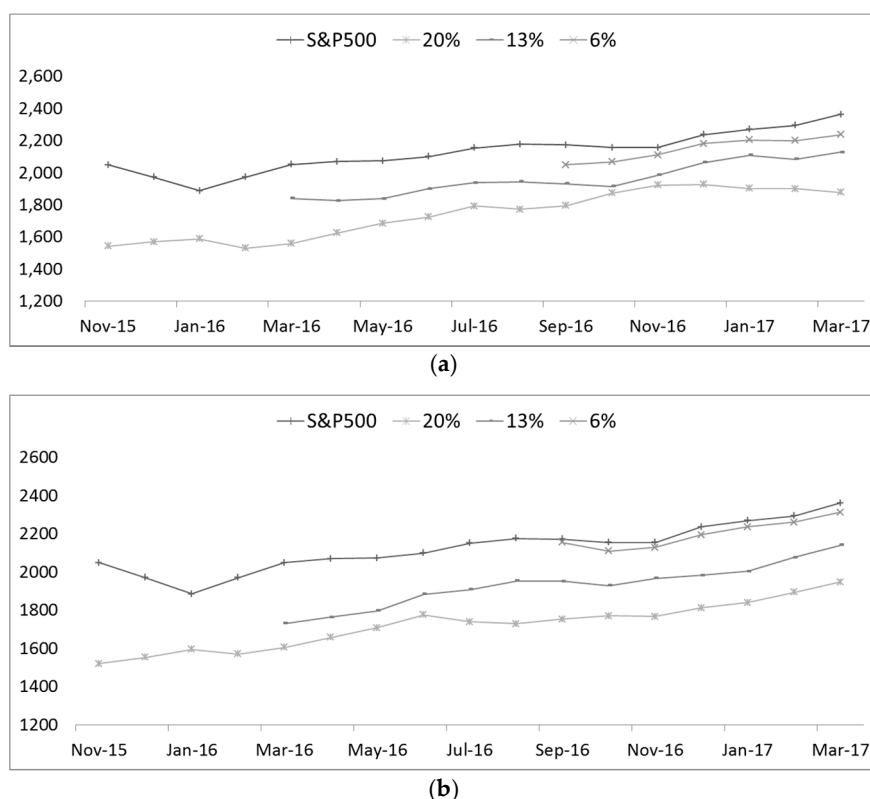 S&P500 20% 13% 6%
2,600
2,400
2,200
2,000
1,800
1,600
1,400
1,200
Nov-15 Jan-16 Mar-16 May-16 Jul-16 Sep-16 Nov-16 Jan-17 Mar-17
(a)
S&P500 20% 13% 6%
2600
2400
2200
2000
1800
1600
1400
1200
Nov-15 Jan-16 Mar-16 May-16 Jul-16 Sep-16 Nov-16 Jan-17 Mar-17
(b)